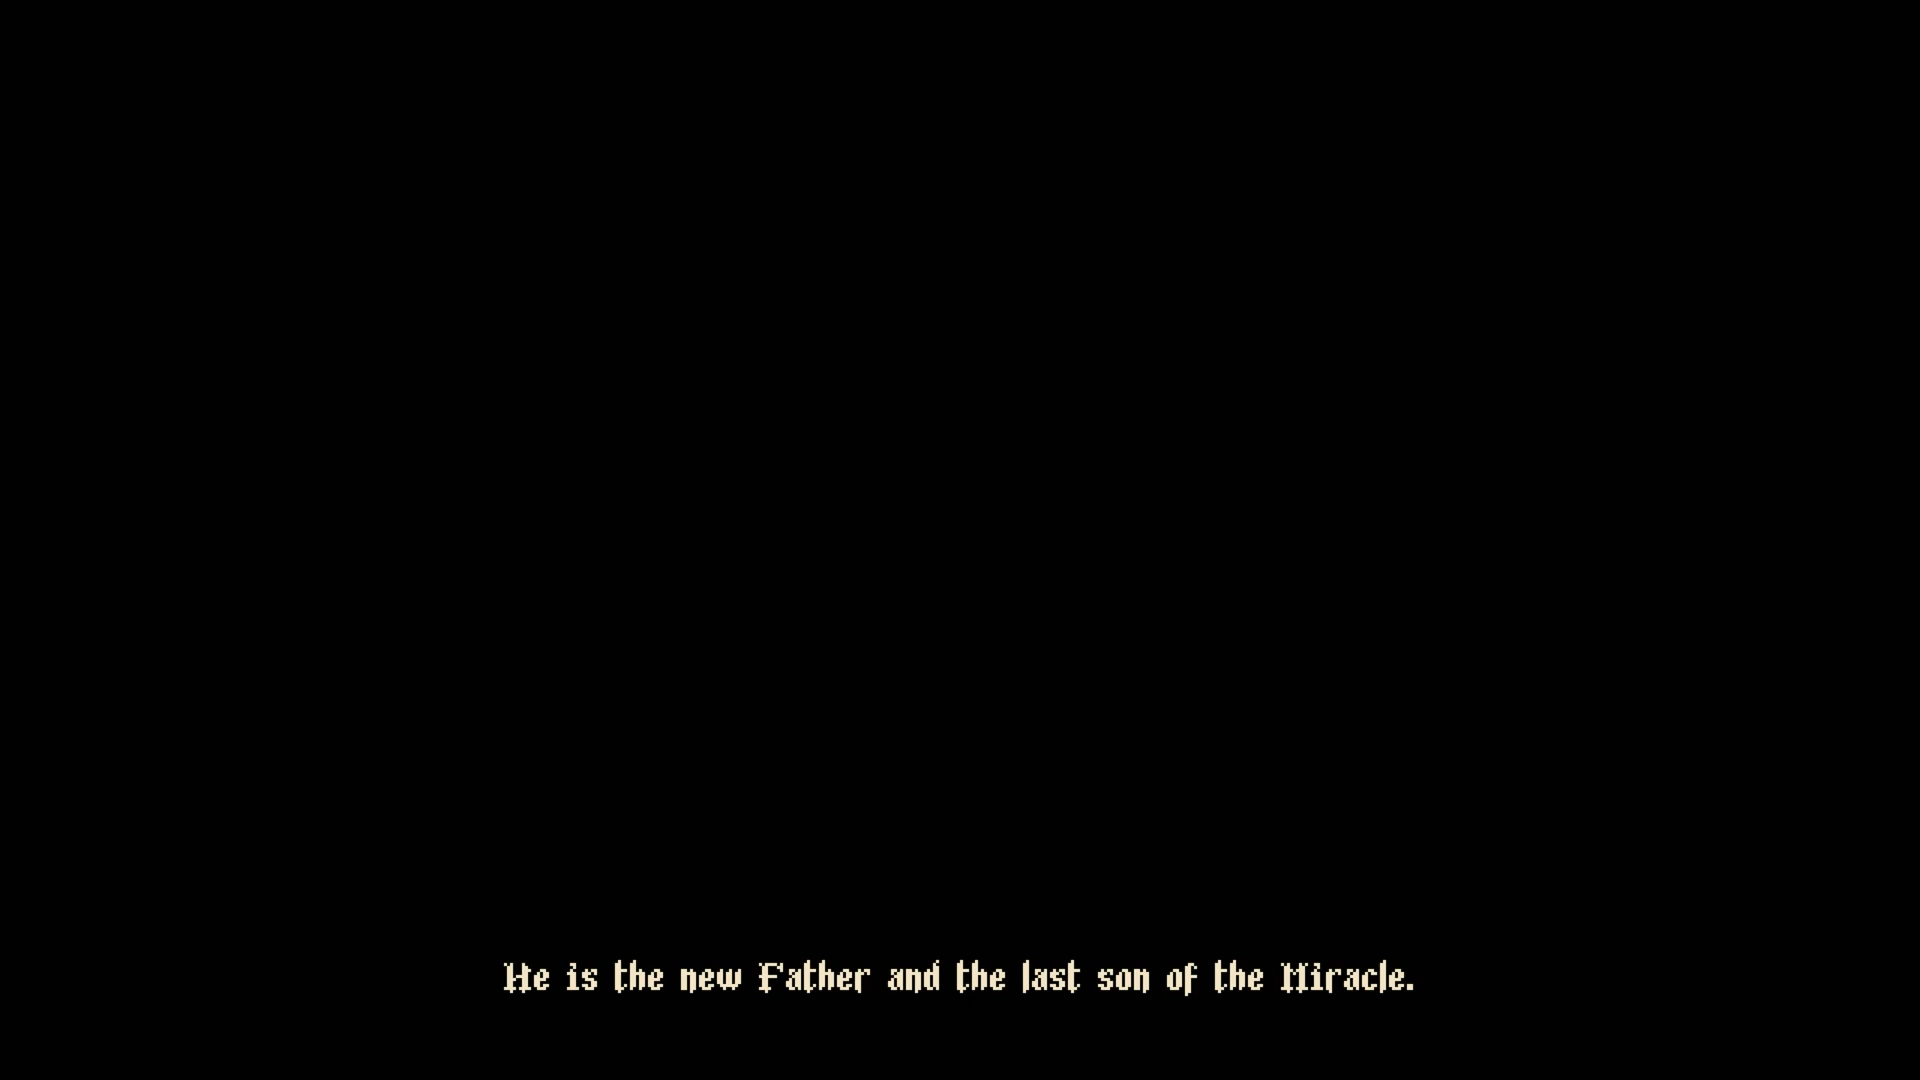 He is the new Father and the last son of the Miracle.